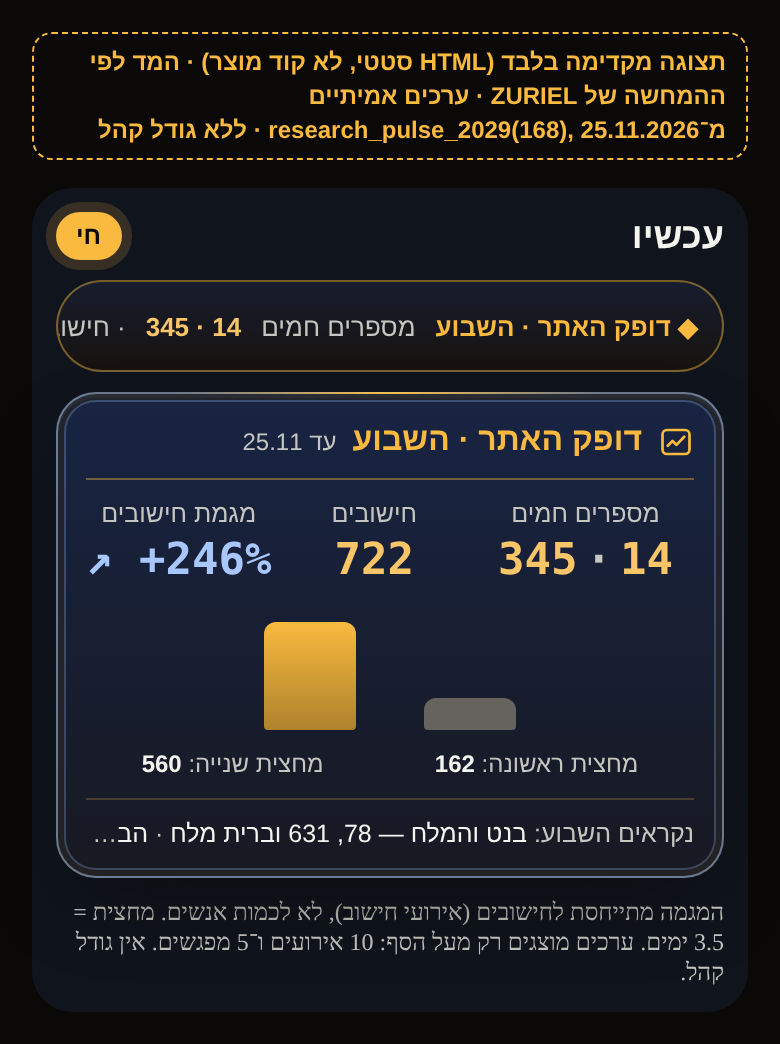 תצוגה מקדימה בלבד (HTML סטטי, לא קוד מוצר) · המד לפי
ההמחשה של ZURIEL · ערכים אמיתיים
מ־25.11.2026 ,research_pulse_2029(168) · ללא גודל קהל
עכשיו
חי
◆ דופק האתר · השבוע מספרים חמים 14 · 345 · חישו
דופק האתר · השבוע עד 25.11
מספרים חמים חישובים מגמת חישובים
14 · 345 722 +246% ↗
מחצית ראשונה: 162 מחצית שנייה: 560
נקראים השבוע: בנט והמלח — 78, 631 וברית מלח · הב…
המגמה מתייחסת לחישובים (אירועי חישוב), לא לכמות אנשים. מחצית =
3.5 ימים. ערכים מוצגים רק מעל הסף: 10 אירועים ו־5 מפגשים. אין גודל
קהל.